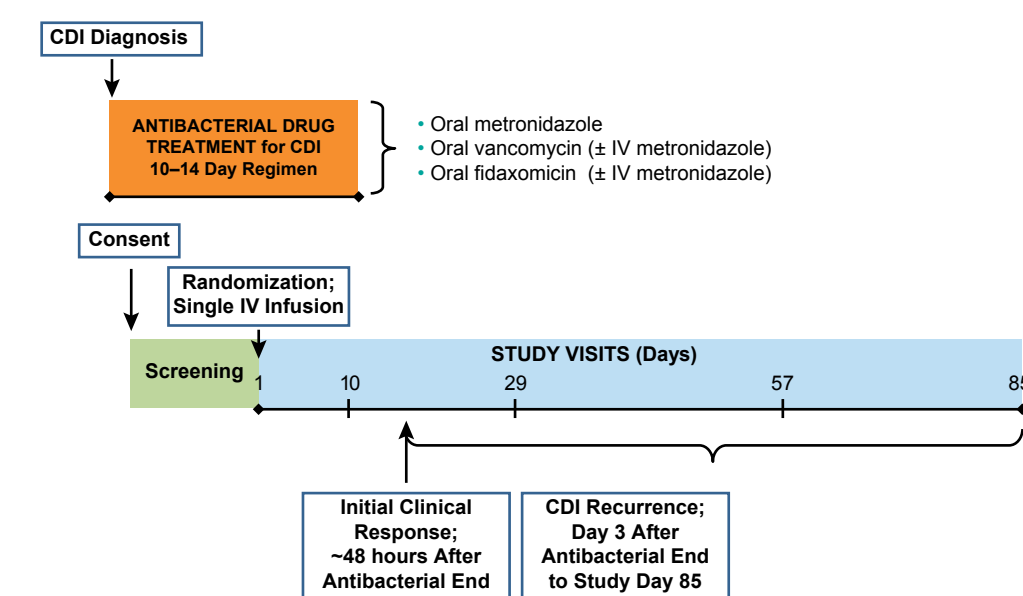 CDI Diagnosis
ANTIBACTERIAL DRUG
TREATMENT for CDI
10–14 Day Regimen
• Oral metronidazole
• Oral vancomycin (± IV metronidazole)
• Oral fidaxomicin (± IV metronidazole)
Consent
Randomization;
Single IV Infusion
Screening
STUDY VISITS (Days)
1 10 29 57 85
Initial Clinical
Response;
~48 hours After
Antibacterial End
CDI Recurrence;
Day 3 After
Antibacterial End
to Study Day 85